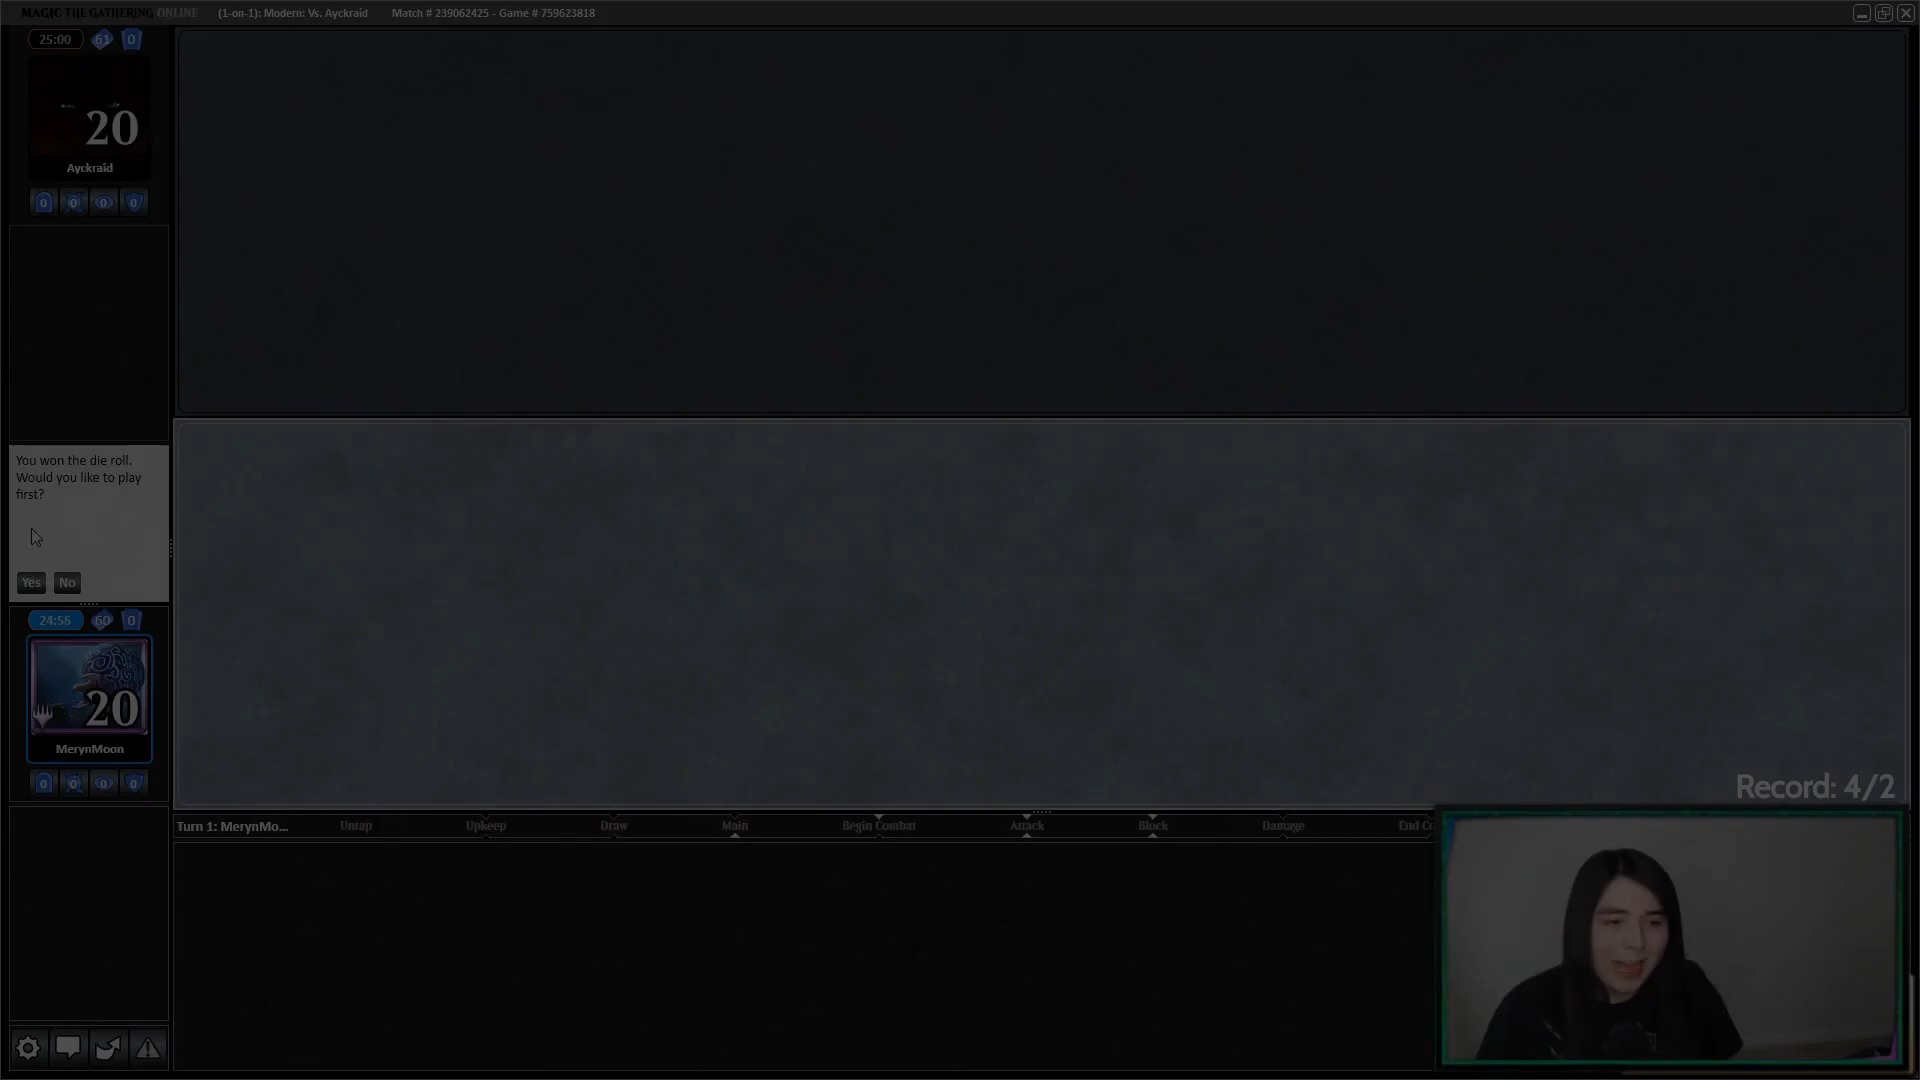 MAGIC THE GATHERING ONLINE (1-on-1): Modern: Vs. Ayckraid Match # 239062425 - Game # 759623818
25:00 61 0
20
Ayckraid
0 0 0 0
You won the die roll.
Would you like to play
first?
Yes No
24:55 60 0
20
MerynMoon
0 0 0 0
Record: 4/2
Turn 1: MerynMo... Untap Upkeep Draw Main Begin Combat Attack Block Damage End Co